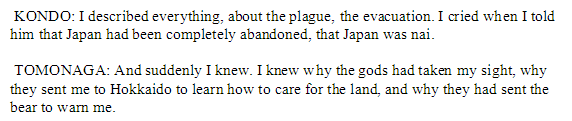 KONDO: I described everything, about the plague, the evacuation. I cried when I told
him that Japan had been completely abandoned, that Japan was nai.
TOMONAGA: And suddenly I knew. I knew why the gods had taken my sight, why
they sent me to Hokkaido to learn how to care for the land, and why they had sent the
bear to warn me.